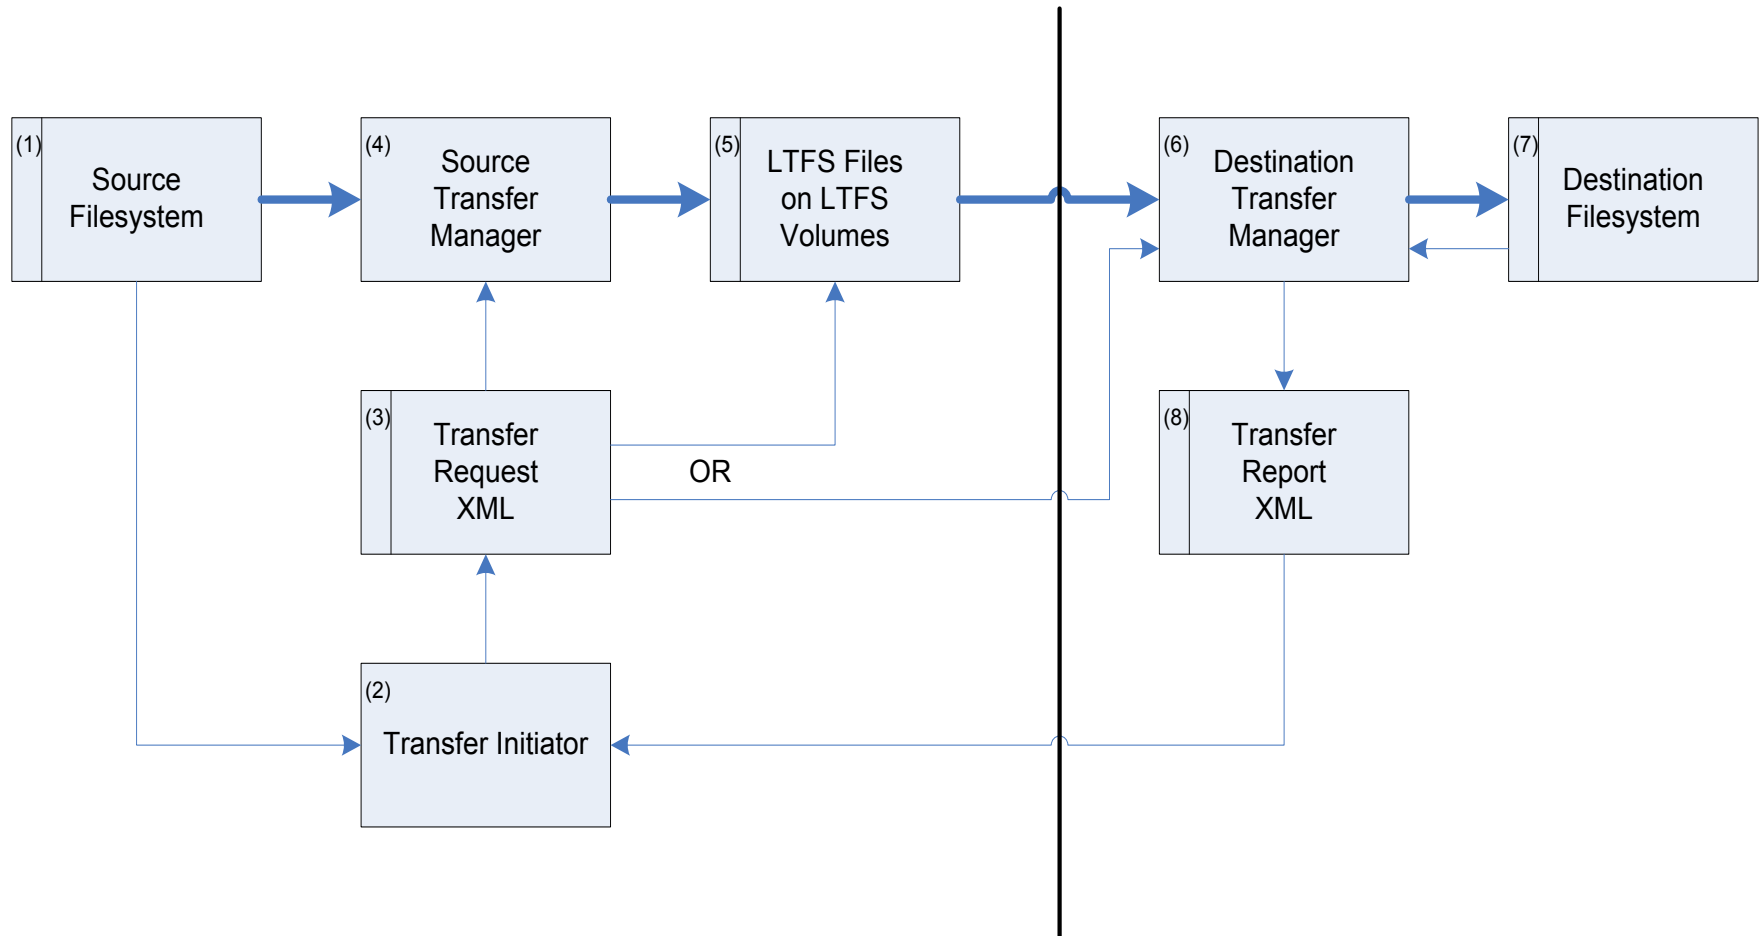 (1)
Source
Filesystem
(4)
Source
Transfer
Manager
(5)
LTFS Files
on LTFS
Volumes
(6)
Destination
Transfer
Manager
(7)
Destination
Filesystem
(3)
Transfer
Request
XML
OR
(8)
Transfer
Report
XML
(2)
Transfer Initiator